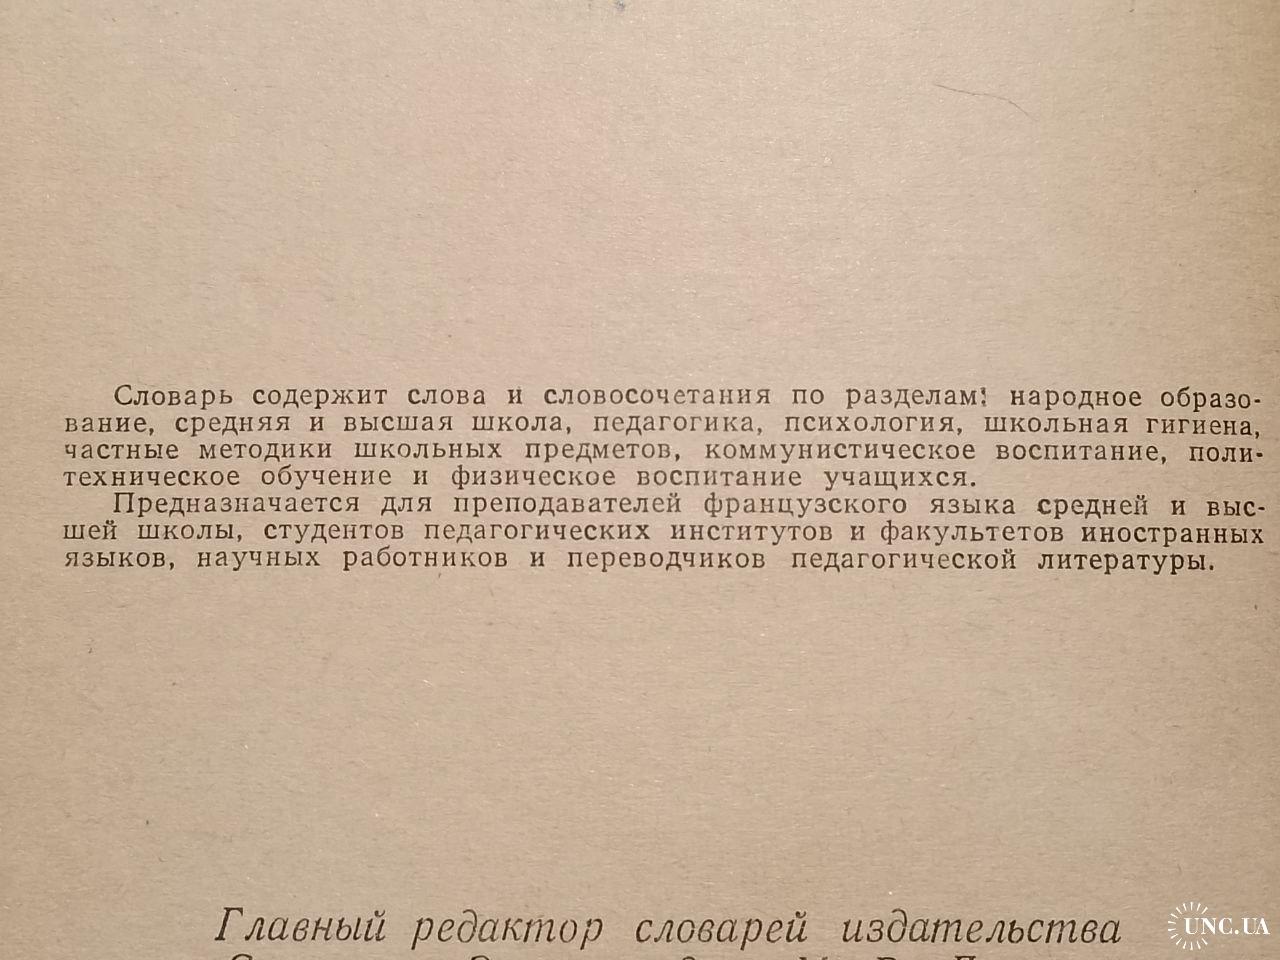 Словарь содержит слова и словосочетания по разделам: народное образо-
вание, средняя и высшая школа, педагогика, психология, школьная гигиена,
частные методики школьных предметов, коммунистическое воспитание, поли-
техническое обучение и физическое воспитание учащихся.
Предназначается для преподавателей французского языка средней и выс-
шей школы, студентов педагогических институтов и факультетов иностранных
языков, научных работников и переводчиков педагогической литературы.
Главный редактор словарей издательства
UNC.UA